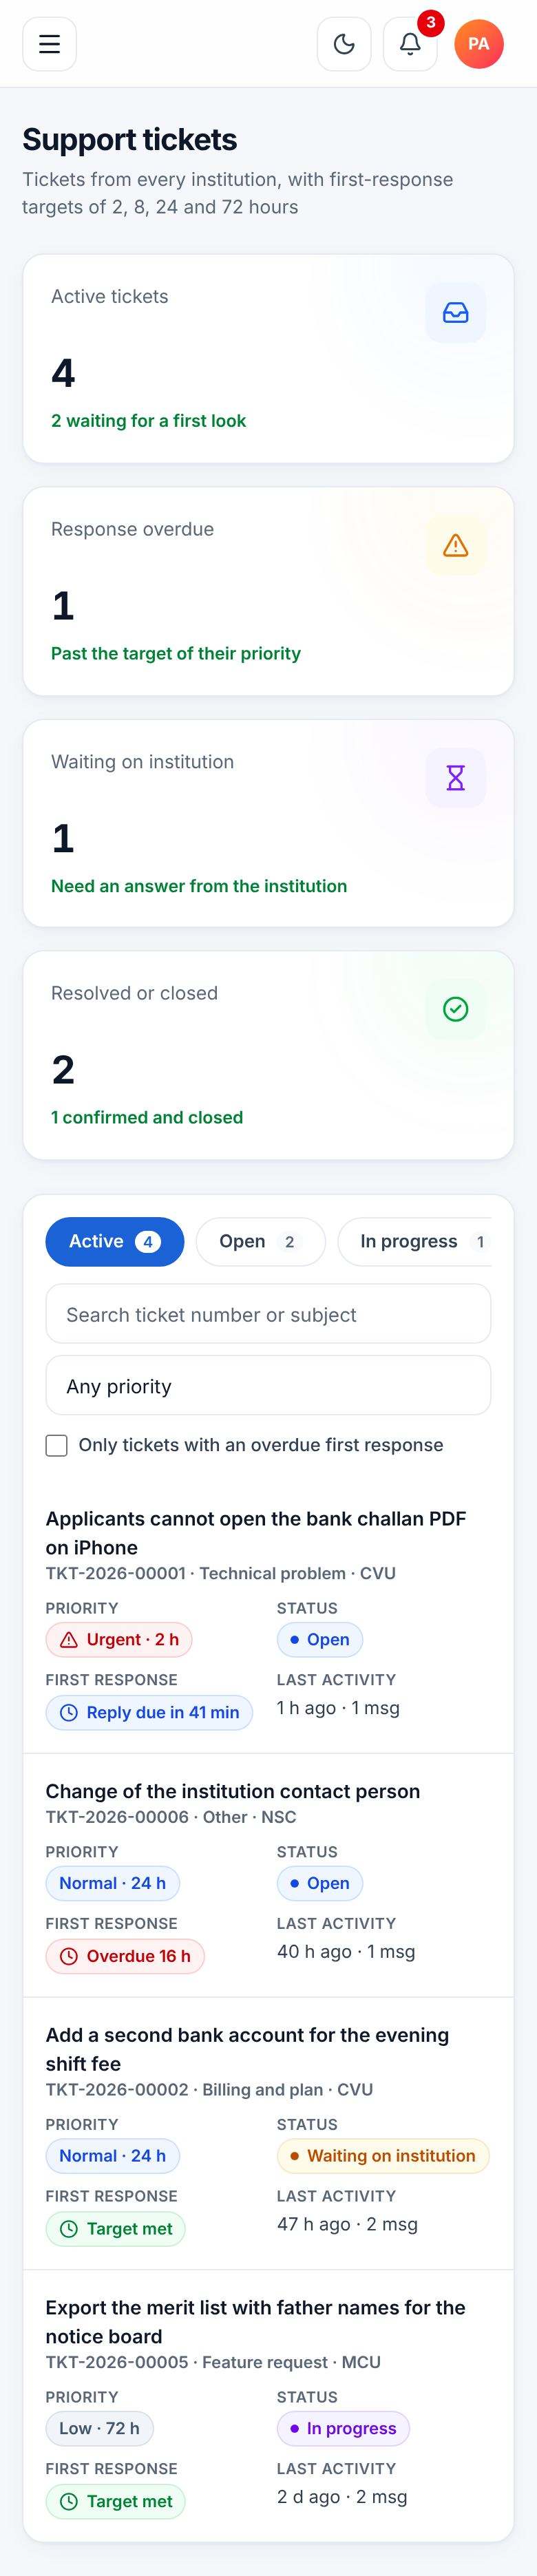 3
PA
Support tickets
Tickets from every institution, with first-response
targets of 2, 8, 24 and 72 hours
Active tickets
4
2 waiting for a first look
Response overdue
1
Past the target of their priority
Waiting on institution
1
Need an answer from the institution
Resolved or closed
2
1 confirmed and closed
Active 4 Open 2 In progress 1
Search ticket number or subject
Any priority
Only tickets with an overdue first response
Applicants cannot open the bank challan PDF
on iPhone
TKT-2026-00001 · Technical problem · CVU
PRIORITY STATUS
Urgent · 2 h Open
FIRST RESPONSE LAST ACTIVITY
Reply due in 41 min 1 h ago · 1 msg
Change of the institution contact person
TKT-2026-00006 · Other · NSC
PRIORITY STATUS
Normal · 24 h Open
FIRST RESPONSE LAST ACTIVITY
Overdue 16 h 40 h ago · 1 msg
Add a second bank account for the evening
shift fee
TKT-2026-00002 · Billing and plan · CVU
PRIORITY STATUS
Normal · 24 h Waiting on institution
FIRST RESPONSE LAST ACTIVITY
Target met 47 h ago · 2 msg
Export the merit list with father names for the
notice board
TKT-2026-00005 · Feature request · MCU
PRIORITY STATUS
Low · 72 h In progress
FIRST RESPONSE LAST ACTIVITY
Target met 2 d ago · 2 msg